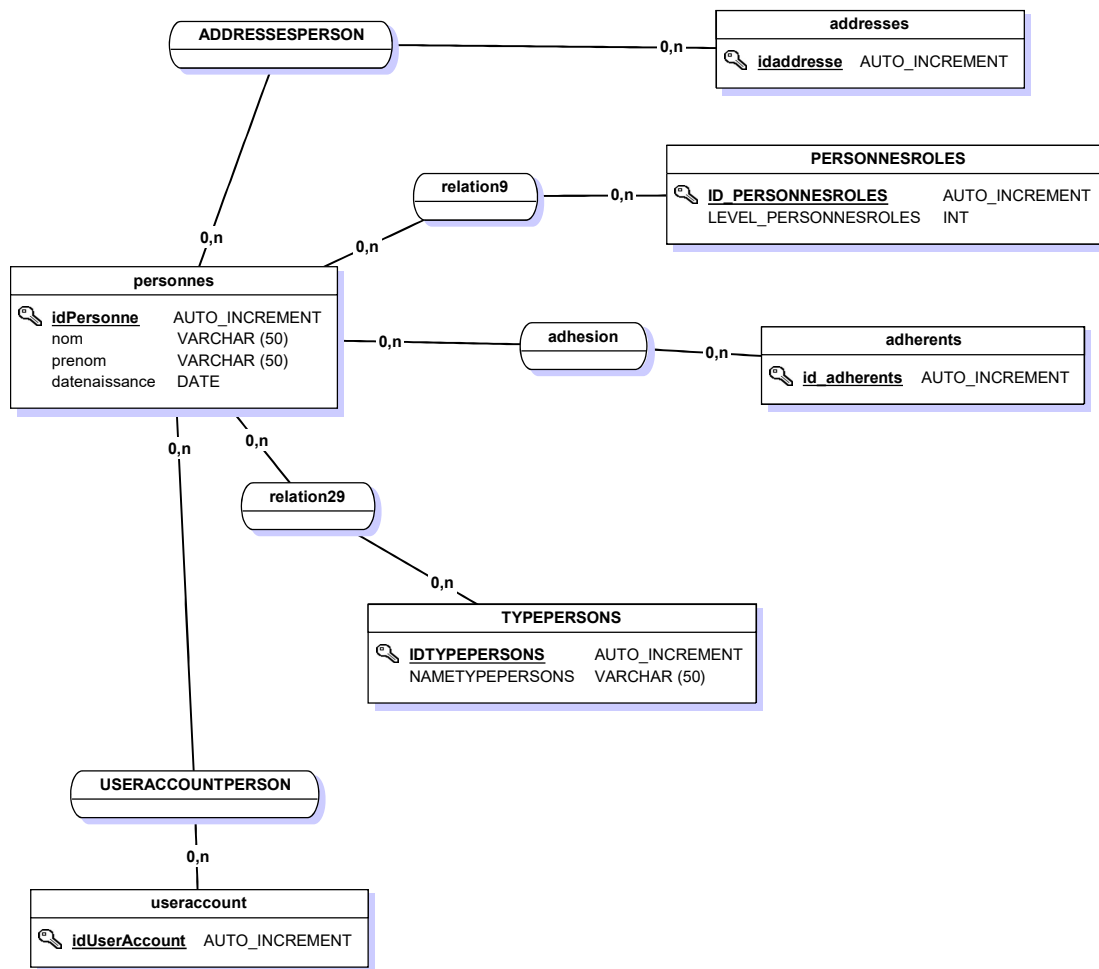 ADDRESSESPERSON
0,n
0,n
addresses
idaddresse AUTO_INCREMENT
relation9
0,n
0,n
PERSONNESROLES
ID_PERSONNESROLES AUTO_INCREMENT
LEVEL_PERSONNESROLES INT
personnes
idPersonne AUTO_INCREMENT
nom VARCHAR (50)
prenom VARCHAR (50)
datenaissance DATE
0,n
adhesion
0,n
adherents
id_adherents AUTO_INCREMENT
0,n
0,n
relation29
0,n
TYPEPERSONS
IDTYPEPERSONS AUTO_INCREMENT
NAMETYPEPERSONS VARCHAR (50)
USERACCOUNTPERSON
0,n
useraccount
idUserAccount AUTO_INCREMENT